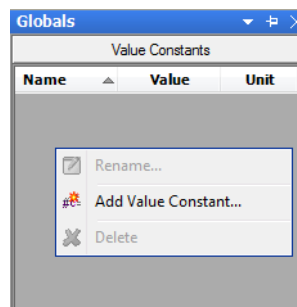 Globals
Value Constants
Name Value Unit
Rename...
Add Value Constant...
Delete